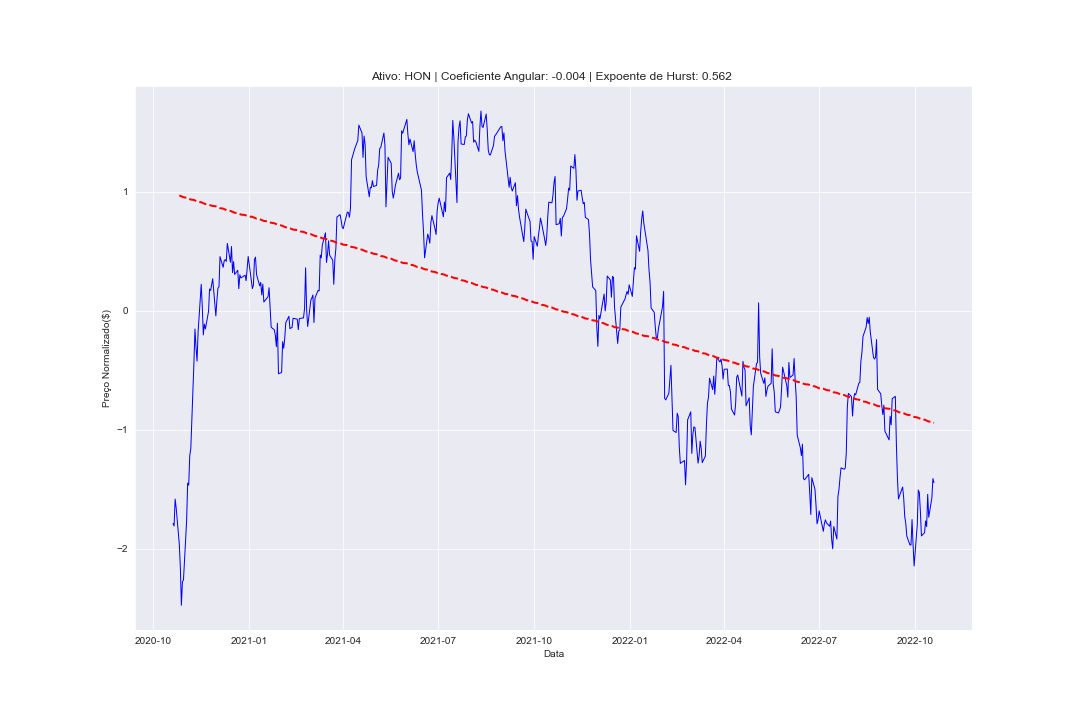 Ativo: HON | Coeficiente Angular: -0.004 | Expoente de Hurst: 0.562
Preço Normalizado($)
1
0
−1
−2
2020-10 2021-01 2021-04 2021-07 2021-10 2022-01 2022-04 2022-07 2022-10
Data